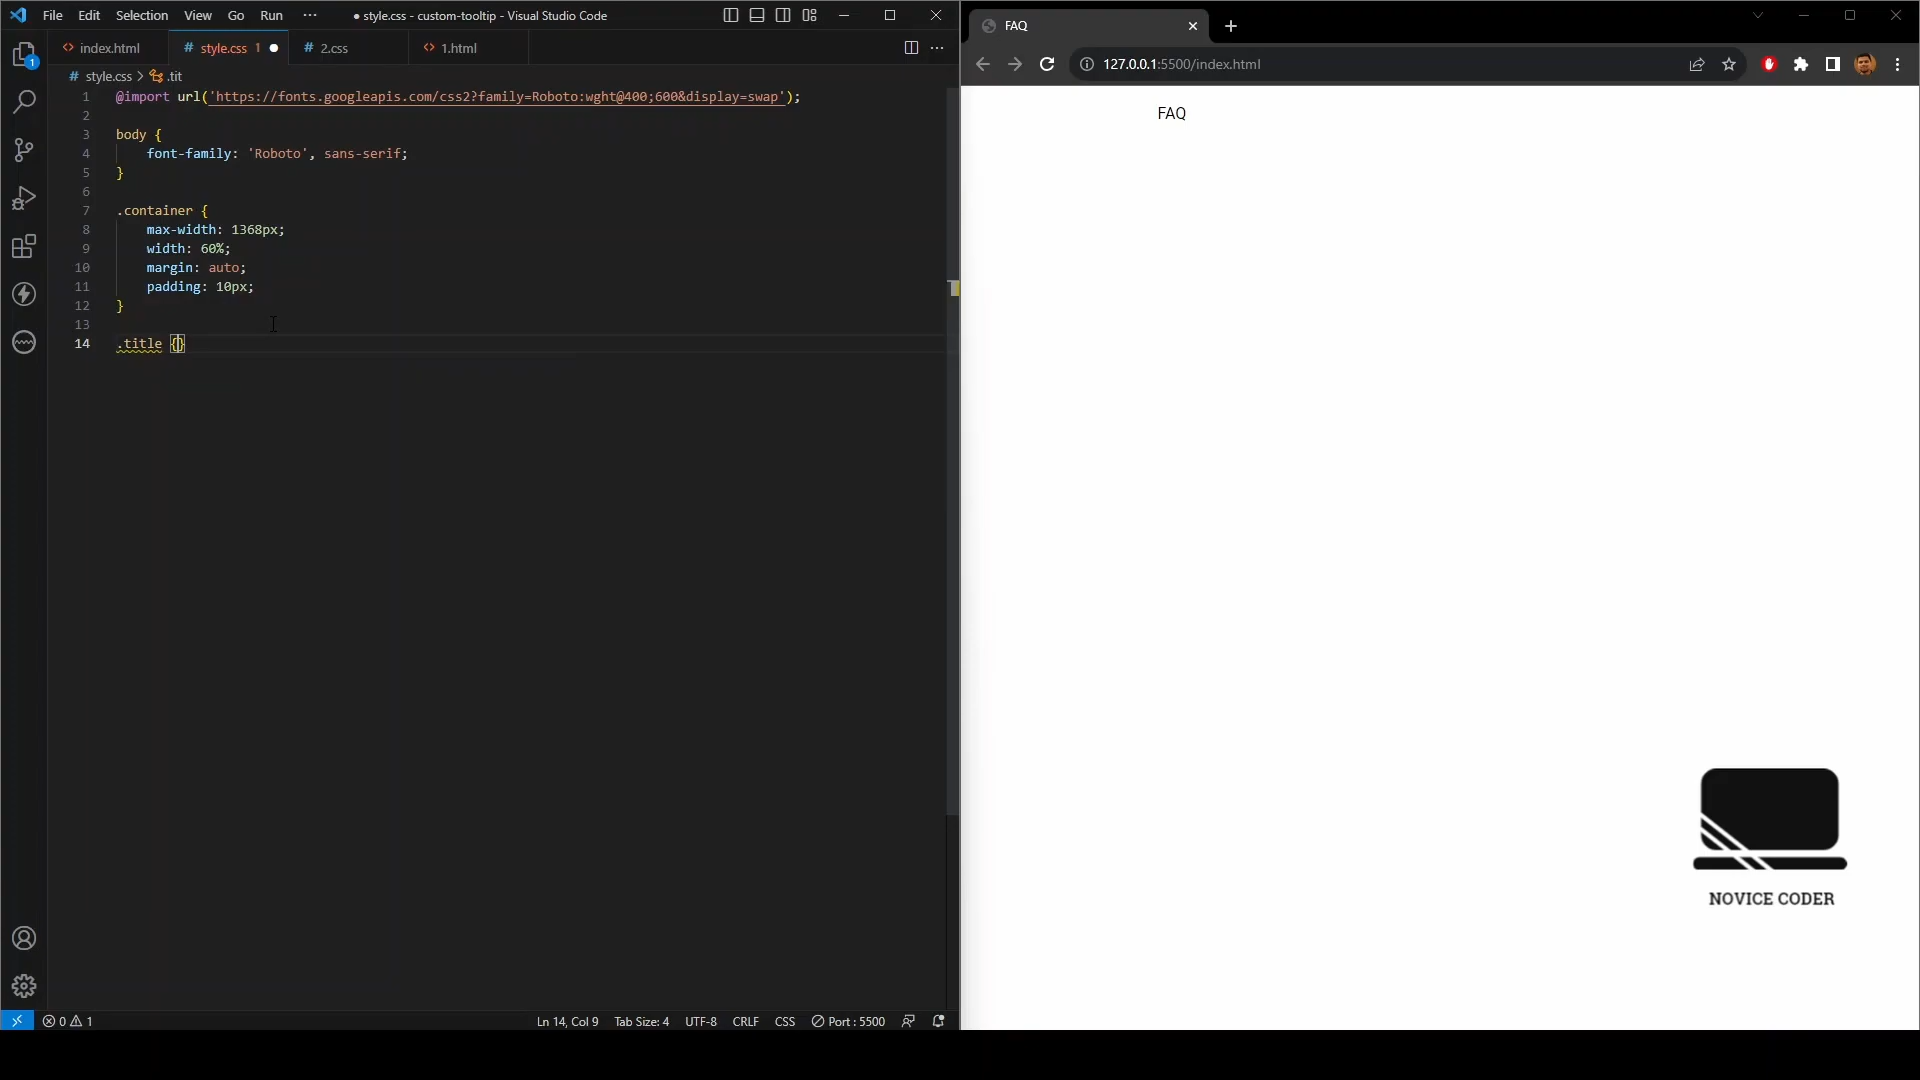 File Edit Selection View Go Run ··· ● style.css - custom-tooltip - Visual Studio Code
index.html # style.css 1 ● # 2.css 1.html
# style.css > .tit
1 @import url('https://fonts.googleapis.com/css2?family=Roboto:wght@400;600&display=swap');
2
3 body {
4 font-family: 'Roboto', sans-serif;
5 }
6
7 .container {
8 max-width: 1368px;
9 width: 60%;
10 margin: auto;
11 padding: 10px;
12 }
13
14 .title {}
1
0 1 Ln 14, Col 9 Tab Size: 4 UTF-8 CRLF CSS Port : 5500
FAQ
127.0.0.1:5500/index.html
FAQ
NOVICE CODER